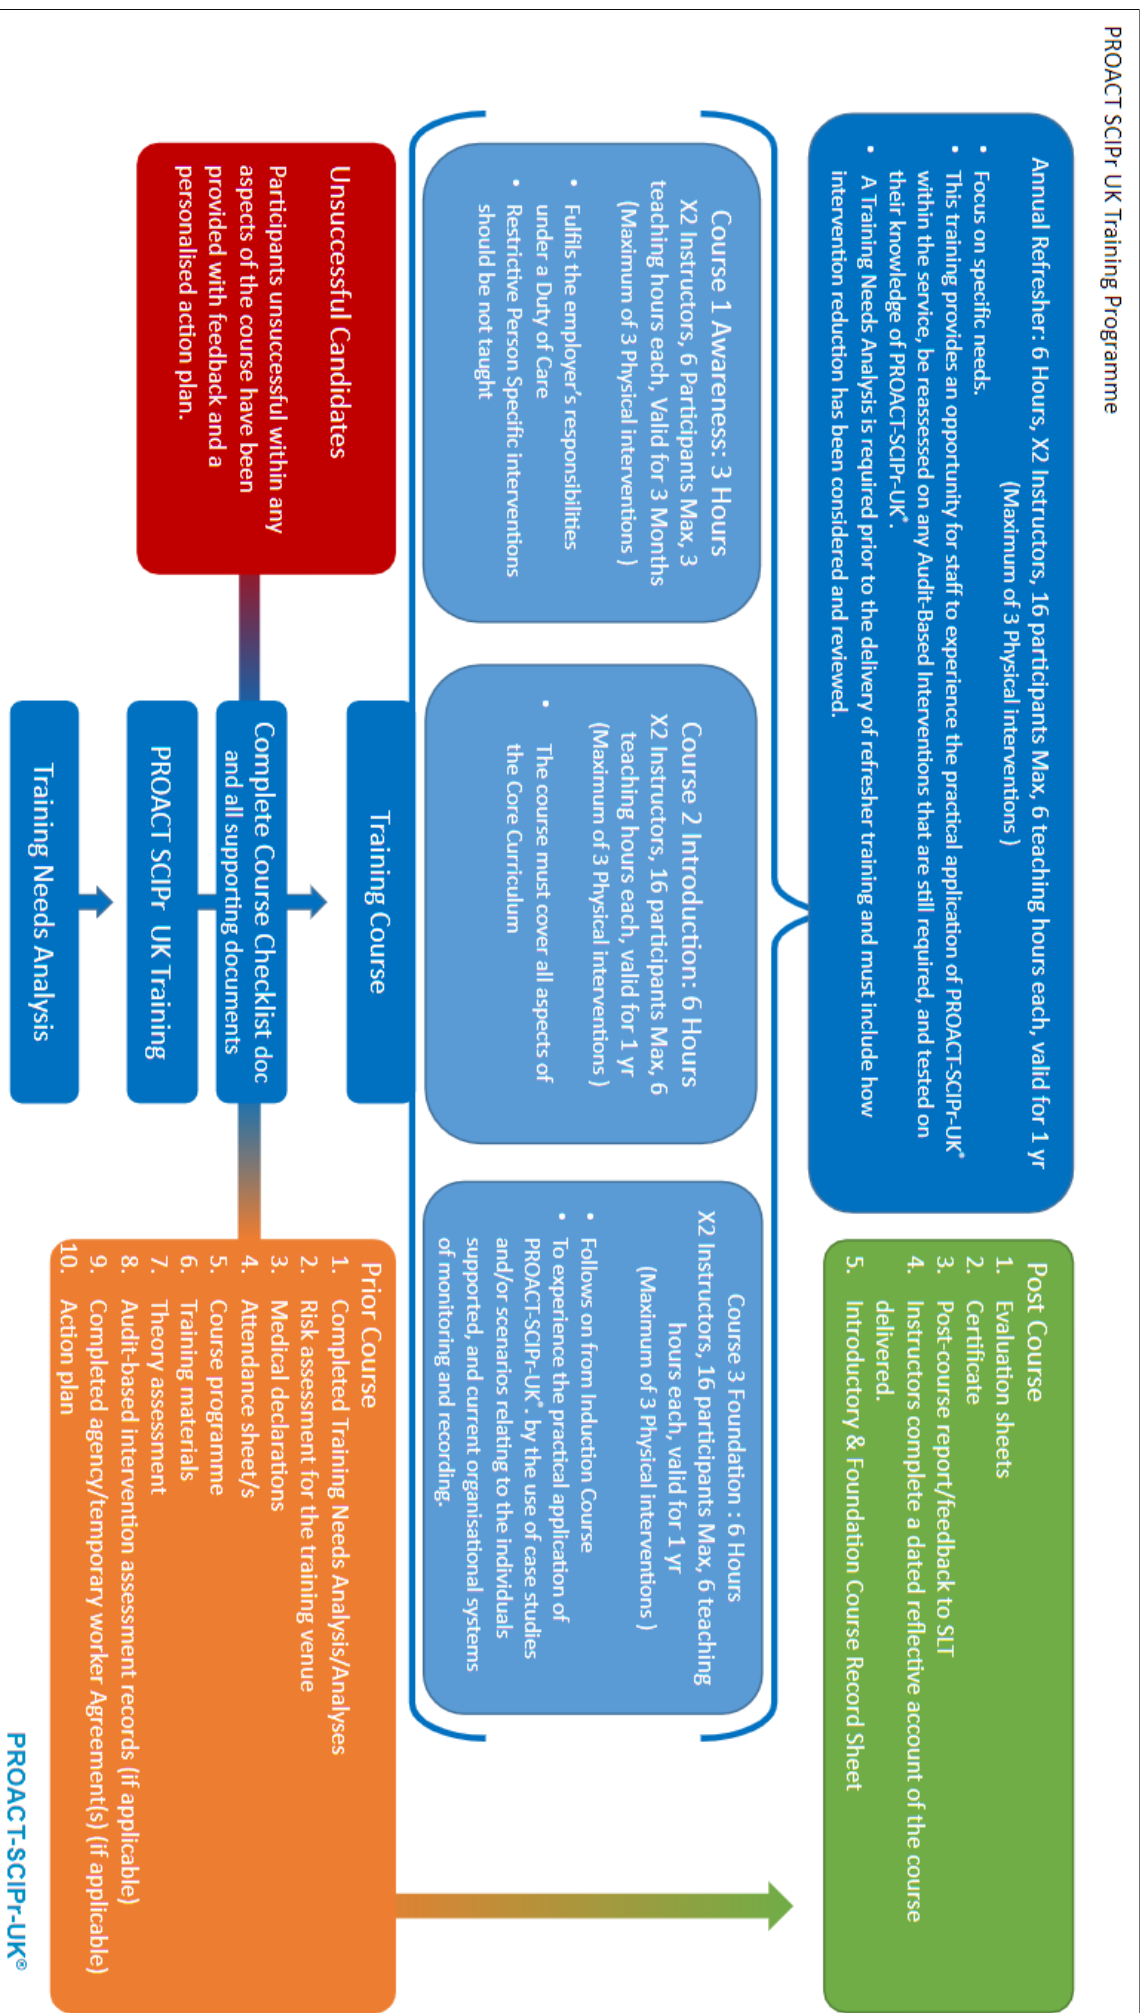 PROACT SCIPr UK Training Programme
Annual Refresher: 6 Hours, X2 Instructors, 16 participants Max, 6 teaching hours each, valid for 1 yr
(Maximum of 3 Physical interventions )
• Focus on specific needs.
• This training provides an opportunity for staff to experience the practical application of PROACT-SCIPr-UK®
within the service, be reassessed on any Audit-Based Interventions that are still required, and tested on
their knowledge of PROACT-SCIPr-UK®.
• A Training Needs Analysis is required prior to the delivery of refresher training and must include how
intervention reduction has been considered and reviewed.
Post Course
1. Evaluation sheets
2. Certificate
3. Post-course report/feedback to SLT
4. Instructors complete a dated reflective account of the course
delivered.
5. Introductory & Foundation Course Record Sheet
Course 1 Awareness: 3 Hours
X2 Instructors, 6 Participants Max, 3
teaching hours each, Valid for 3 Months
(Maximum of 3 Physical interventions )
• Fulfils the employer's responsibilities
under a Duty of Care
• Restrictive Person Specific interventions
should be not taught
Course 2 Introduction: 6 Hours
X2 Instructors, 16 participants Max, 6
teaching hours each, valid for 1 yr
(Maximum of 3 Physical interventions )
• The course must cover all aspects of
the Core Curriculum
Course 3 Foundation : 6 Hours
X2 Instructors, 16 participants Max, 6 teaching
hours each, valid for 1 yr
(Maximum of 3 Physical interventions )
• Follows on from Induction Course
• To experience the practical application of
PROACT-SCIPr-UK®. by the use of case studies
and/or scenarios relating to the individuals
supported, and current organisational systems
of monitoring and recording.
Unsuccessful Candidates
Participants unsuccessful within any
aspects of the course have been
provided with feedback and a
personalised action plan.
Training Course
Complete Course Checklist doc
and all supporting documents
PROACT SCIPr UK Training
Training Needs Analysis
Prior Course
1. Completed Training Needs Analysis/Analyses
2. Risk assessment for the training venue
3. Medical declarations
4. Attendance sheet/s
5. Course programme
6. Training materials
7. Theory assessment
8. Audit-based intervention assessment records (if applicable)
9. Completed agency/temporary worker Agreement(s) (if applicable)
10. Action plan
PROACT-SCIPr-UK®